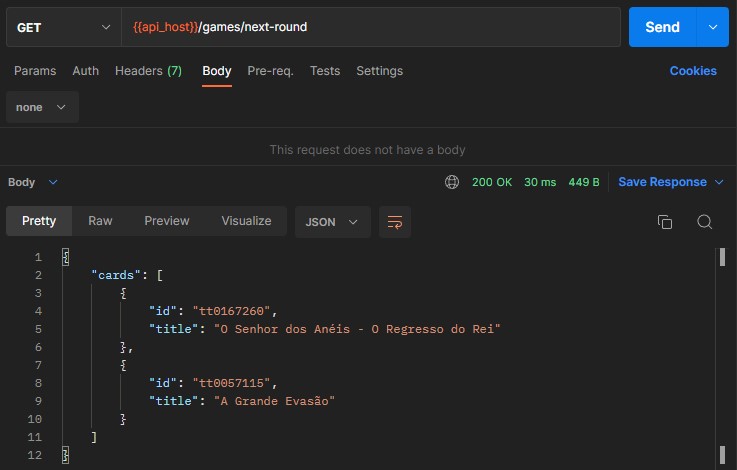 GET {{api_host}}/games/next-round Send
Params Auth Headers (7) Body Pre-req. Tests Settings Cookies
none
This request does not have a body
Body 200 OK 30 ms 449 B Save Response
Pretty Raw Preview Visualize JSON
1 {
2 "cards": [
3 {
4 "id": "tt0167260",
5 "title": "O Senhor dos Anéis - O Regresso do Rei"
6 },
7 {
8 "id": "tt0057115",
9 "title": "A Grande Evasão"
10 }
11 ]
12 }